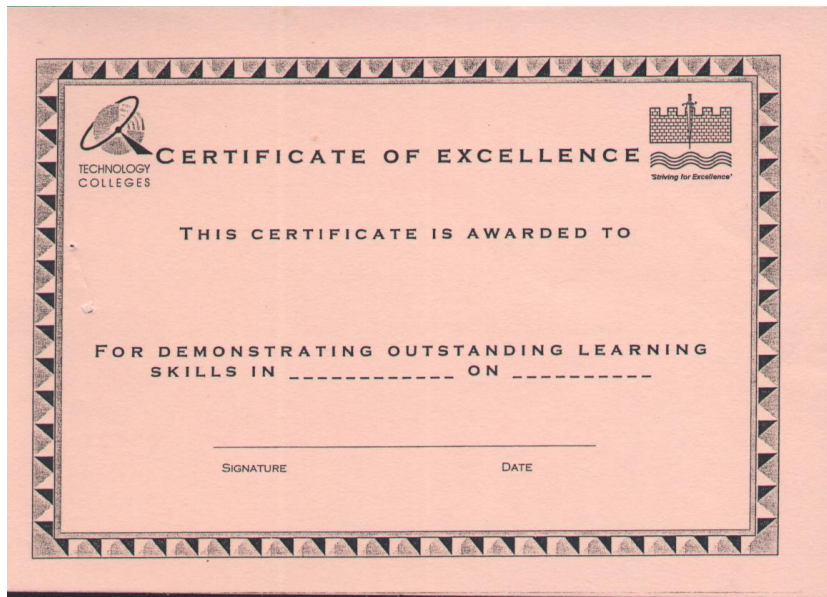 TECHNOLOGY
COLLEGES
CERTIFICATE OF EXCELLENCE
'Striving for Excellence'
THIS CERTIFICATE IS AWARDED TO
FOR DEMONSTRATING OUTSTANDING LEARNING
SKILLS IN ____________ ON __________
SIGNATURE DATE